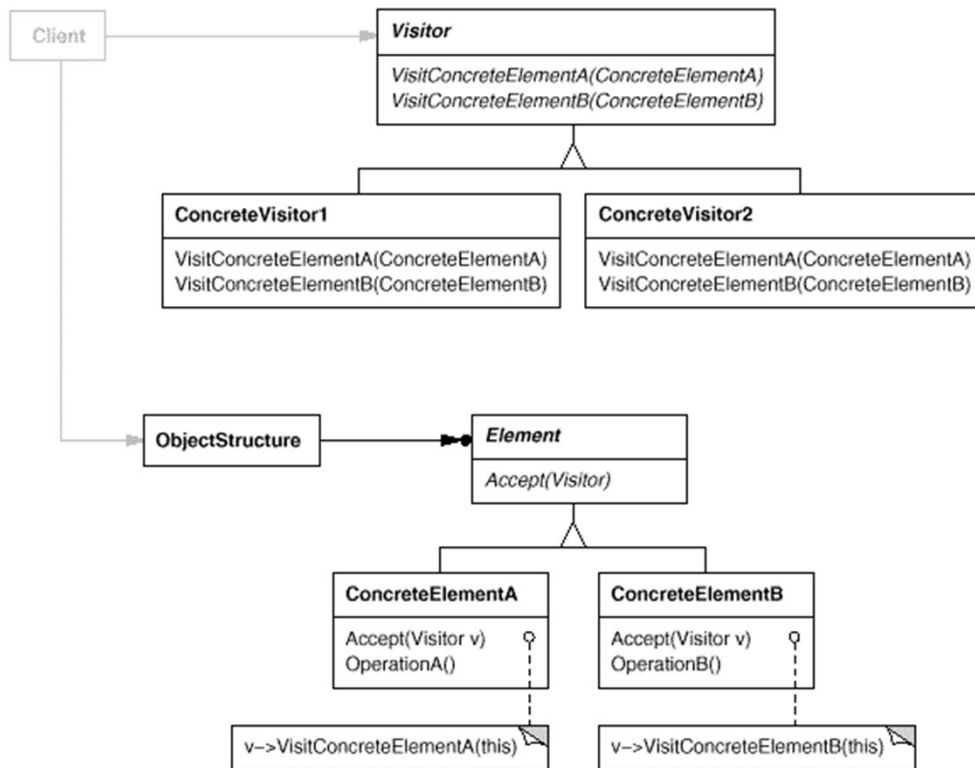 Client
Visitor
VisitConcreteElementA(ConcreteElementA)
VisitConcreteElementB(ConcreteElementB)
ConcreteVisitor1
VisitConcreteElementA(ConcreteElementA)
VisitConcreteElementB(ConcreteElementB)
ConcreteVisitor2
VisitConcreteElementA(ConcreteElementA)
VisitConcreteElementB(ConcreteElementB)
ObjectStructure
Element
Accept(Visitor)
ConcreteElementA
Accept(Visitor v)
OperationA()
ConcreteElementB
Accept(Visitor v)
OperationB()
v->VisitConcreteElementA(this)
v->VisitConcreteElementB(this)